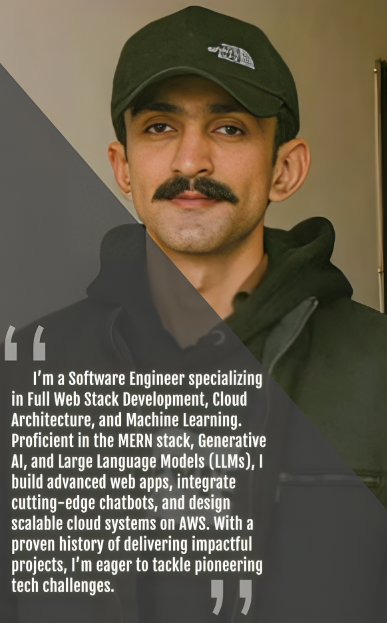 “
I’m a Software Engineer specializing
in Full Web Stack Development, Cloud
Architecture, and Machine Learning.
Proficient in the MERN stack, Generative
AI, and Large Language Models (LLMs), I
build advanced web apps, integrate
cutting-edge chatbots, and design
scalable cloud systems on AWS. With a
proven history of delivering impactful
projects, I’m eager to tackle pioneering
tech challenges.
”